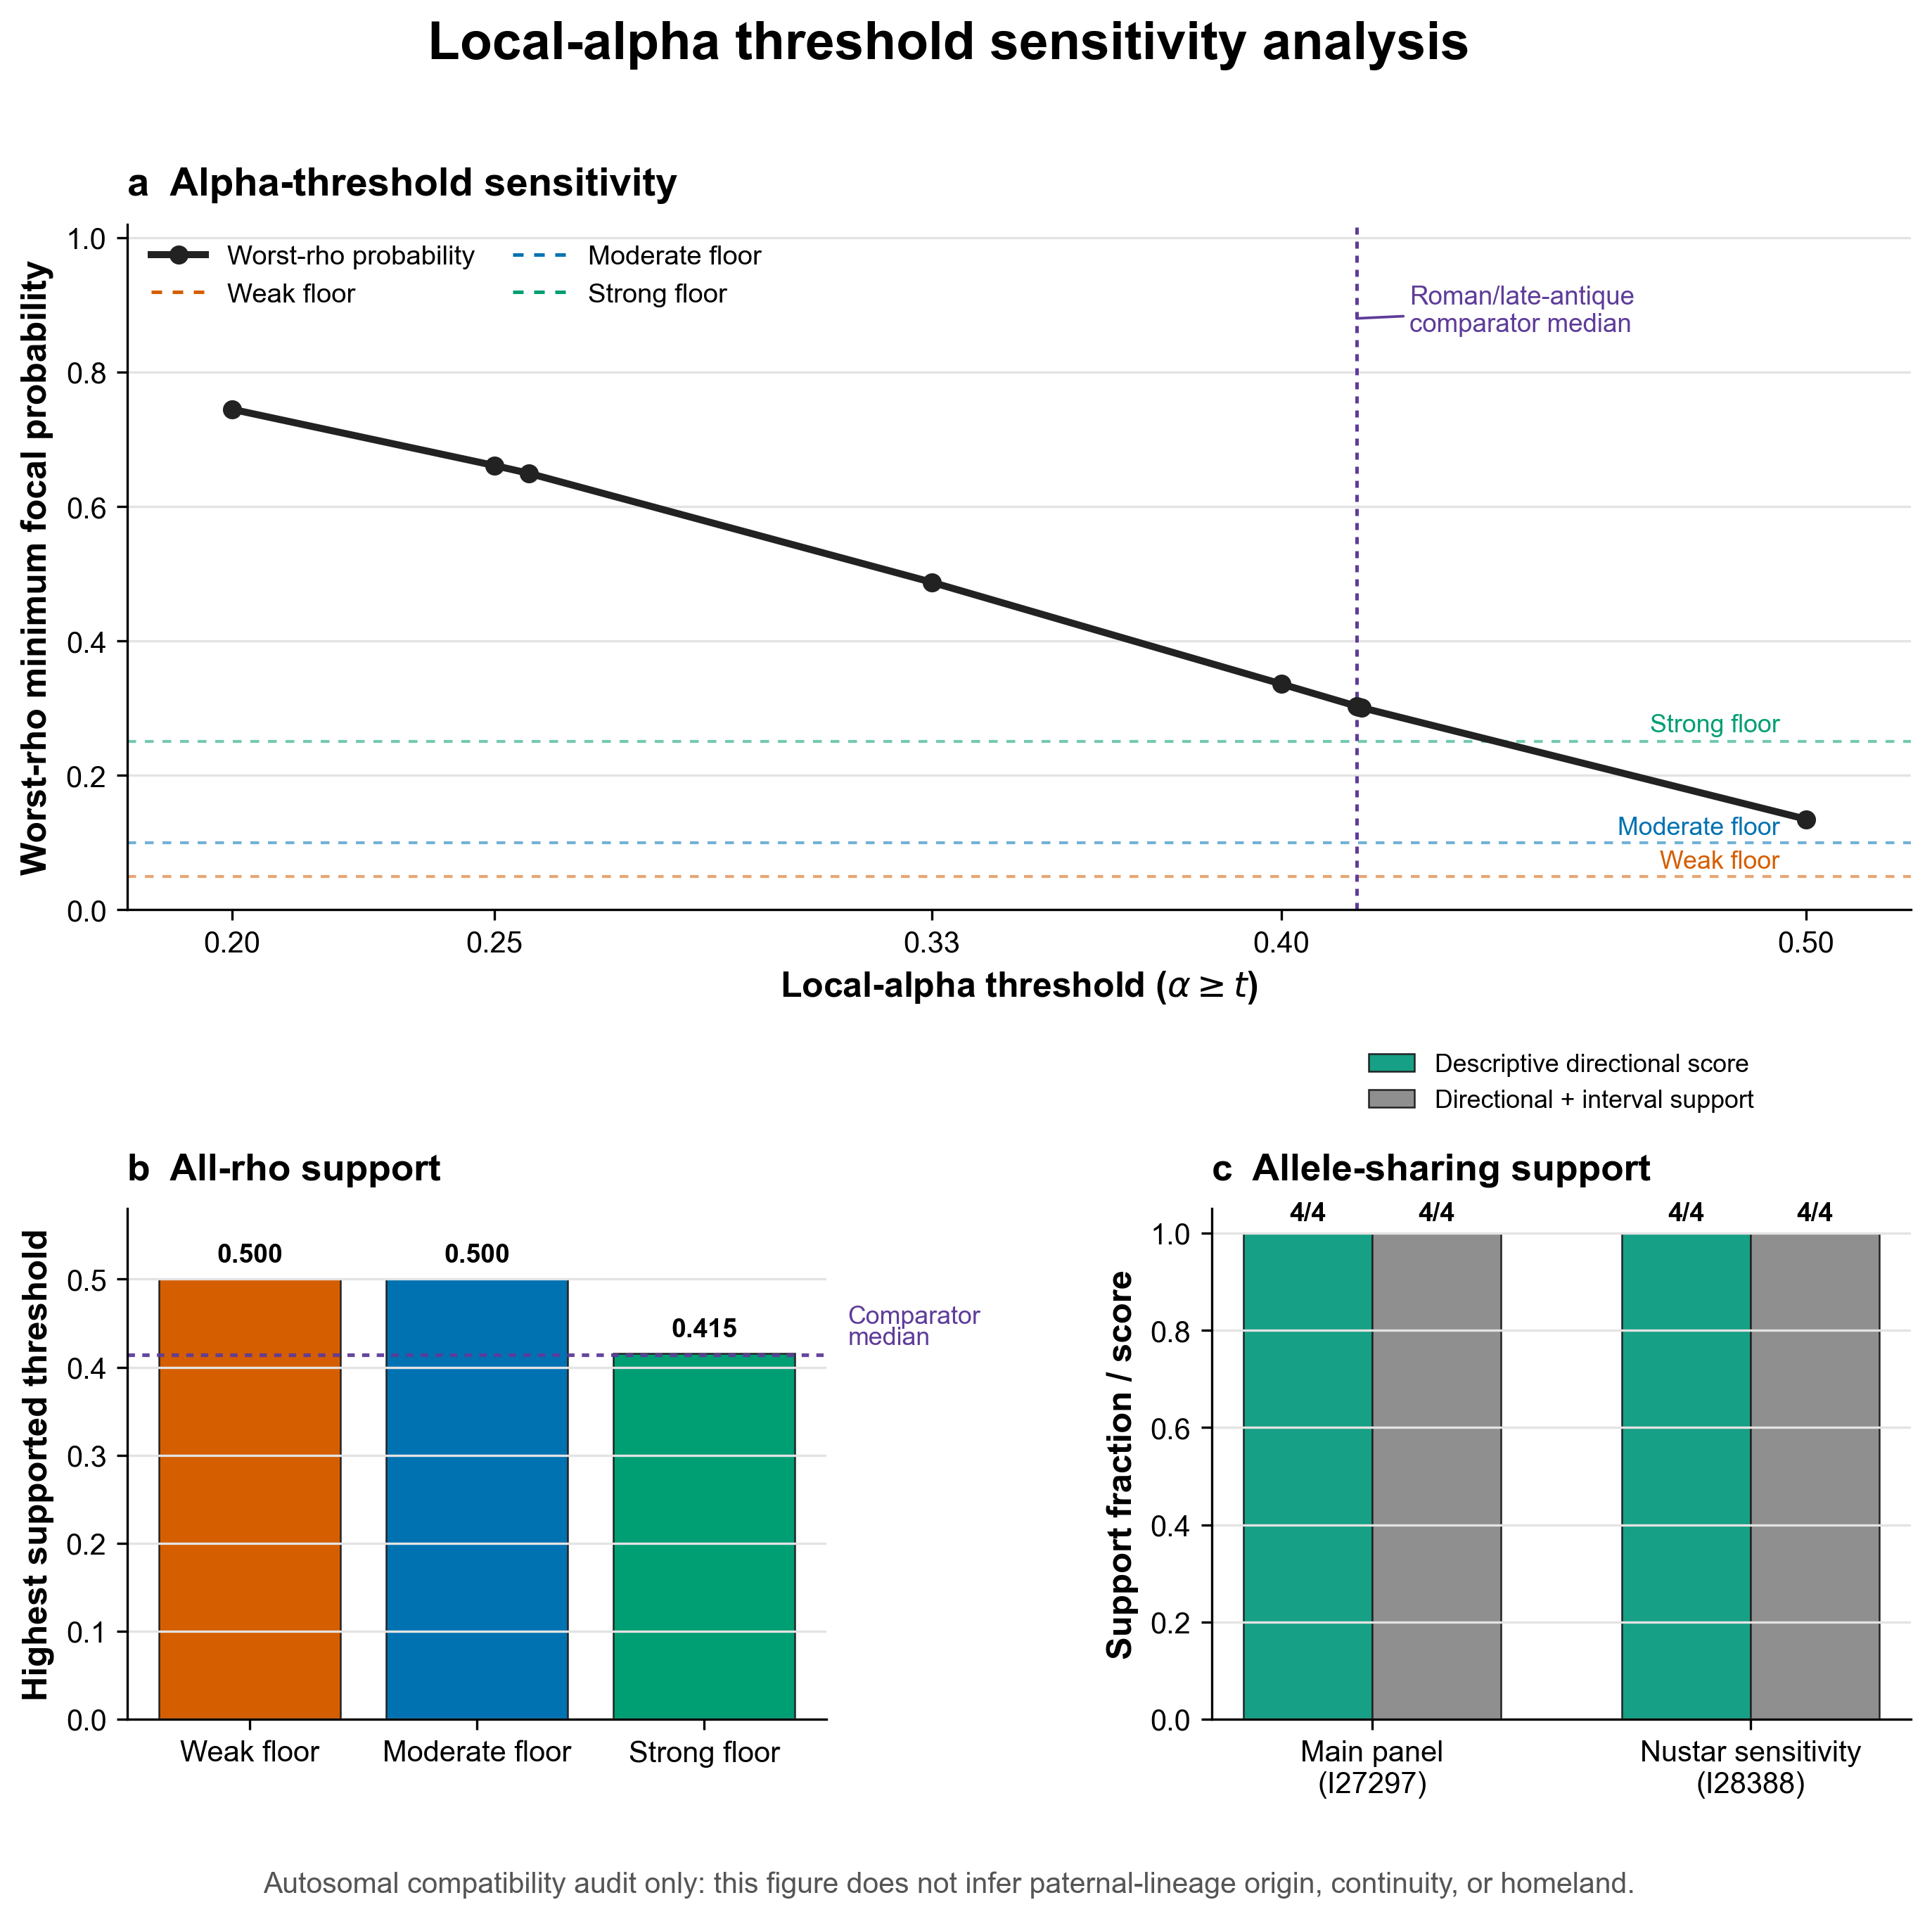 Local-alpha threshold sensitivity analysis
a Alpha-threshold sensitivity
Worst-rho minimum focal probability
1.0
0.8
0.6
0.4
0.2
0.0
Worst-rho probability
Weak floor
Moderate floor
Strong floor
Roman/late-antique
comparator median
Strong floor
Moderate floor
Weak floor
0.20 0.25 0.33 0.40 0.50
Local-alpha threshold (α ≥ t)
Descriptive directional score
Directional + interval support
b All-rho support
Highest supported threshold
0.5
0.4
0.3
0.2
0.1
0.0
0.500 0.500 0.415
Comparator
median
Weak floor Moderate floor Strong floor
c Allele-sharing support
Support fraction / score
1.0
0.8
0.6
0.4
0.2
0.0
4/4 4/4 4/4 4/4
Main panel
(I27297)
Nustar sensitivity
(I28388)
Autosomal compatibility audit only: this figure does not infer paternal-lineage origin, continuity, or homeland.